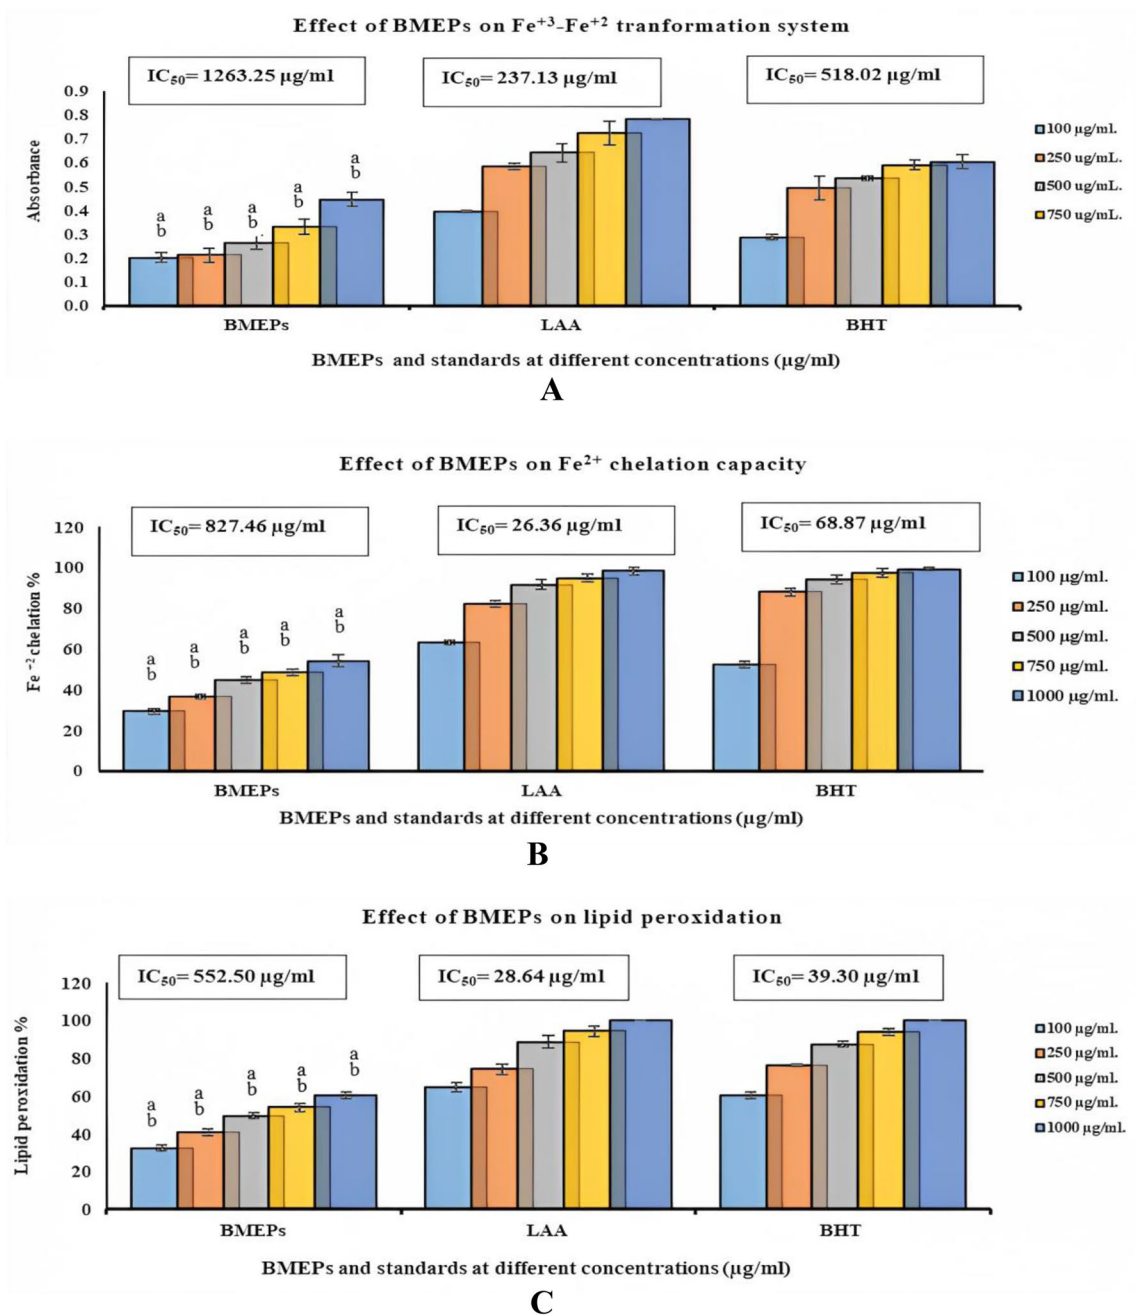 Effect of BMEPs on Fe⁺³-Fe⁺² tranformation system
IC₅₀= 1263.25 µg/ml
IC₅₀= 237.13 µg/ml
IC₅₀= 518.02 µg/ml
Absorbance
0.9
0.8
0.7
0.6
0.5
0.4
0.3
0.2
0.1
0.0
a b
a b
a b
a b
a b
BMEPs
LAA
BHT
100 µg/ml.
250 ug/mL.
500 ug/mL.
750 ug/mL.
BMEPs and standards at different concentrations (µg/ml)
A
Effect of BMEPs on Fe²⁺ chelation capacity
IC₅₀= 827.46 µg/ml
IC₅₀= 26.36 µg/ml
IC₅₀= 68.87 µg/ml
Fe⁻² chelation %
120
100
80
60
40
20
0
a b
a b
a b
a b
a b
BMEPs
LAA
BHT
100 µg/ml.
250 µg/ml.
500 µg/ml.
750 µg/ml.
1000 µg/ml.
BMEPs and standards at different concentrations (µg/ml)
B
Effect of BMEPs on lipid peroxidation
IC₅₀= 552.50 µg/ml
IC₅₀= 28.64 µg/ml
IC₅₀= 39.30 µg/ml
Lipid peroxidation %
120
100
80
60
40
20
0
a b
a b
a b
a b
a b
BMEPs
LAA
BHT
100 µg/ml.
250 µg/ml.
500 µg/ml.
750 µg/ml.
1000 µg/ml.
BMEPs and standards at different concentrations (µg/ml)
C